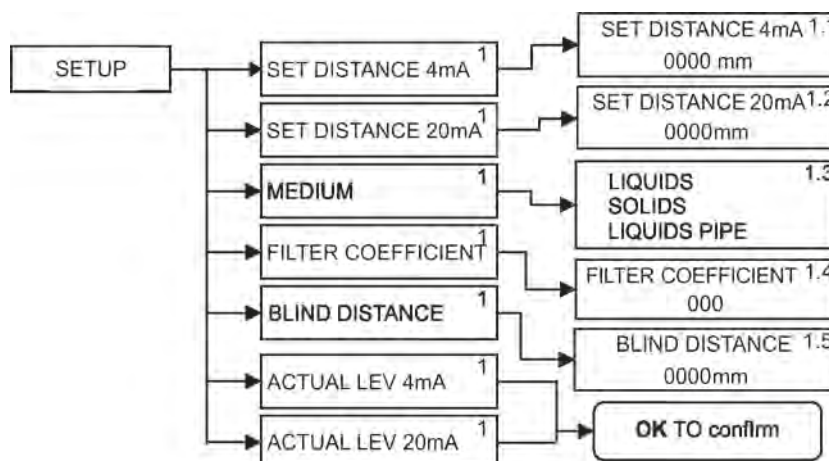 SETUP
SET DISTANCE 4mA 1
SET DISTANCE 20mA 1
MEDIUM 1
FILTER COEFFICIENT 1
BLIND DISTANCE 1
ACTUAL LEV 4mA 1
ACTUAL LEV 20mA 1
SET DISTANCE 4mA 1.1
0000 mm
SET DISTANCE 20mA 1.2
0000mm
1.3
LIQUIDS
SOLIDS
LIQUIDS PIPE
FILTER COEFFICIENT 1.4
000
BLIND DISTANCE 1.5
0000mm
OK TO confirm